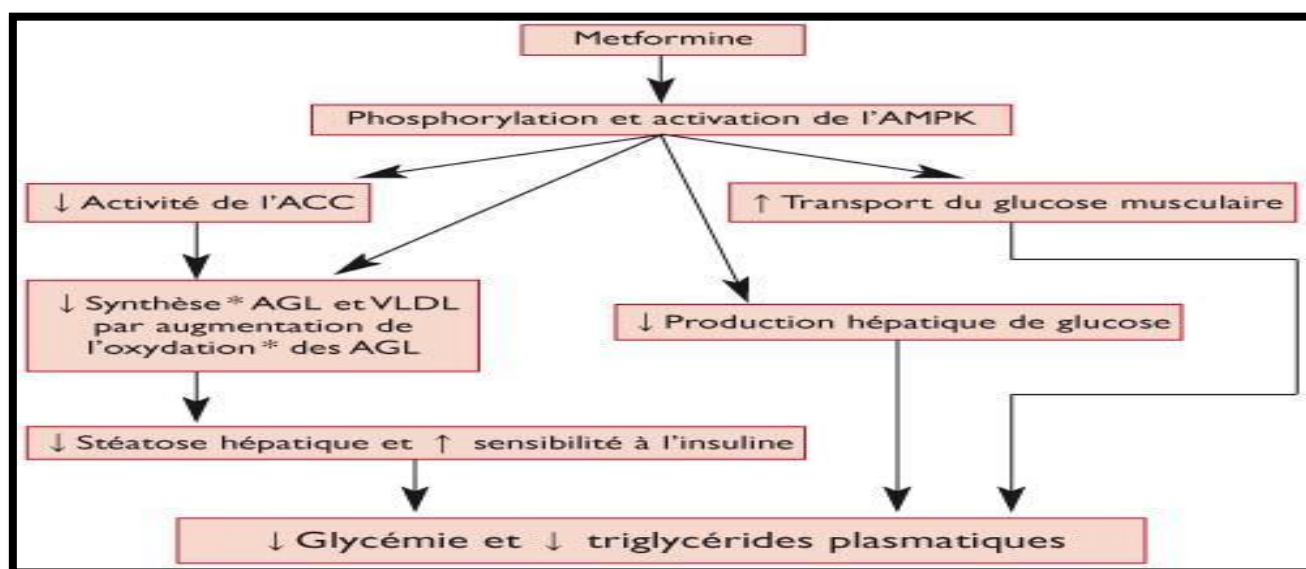 Metformine
Phosphorylation et activation de l'AMPK
↓ Activité de l'ACC
↑ Transport du glucose musculaire
↓ Synthèse* AGL et VLDL
par augmentation de
l'oxydation* des AGL
↓ Production hépatique de glucose
↓ Stéatose hépatique et ↑ sensibilité à l'insuline
↓ Glycémie et ↓ triglycérides plasmatiques